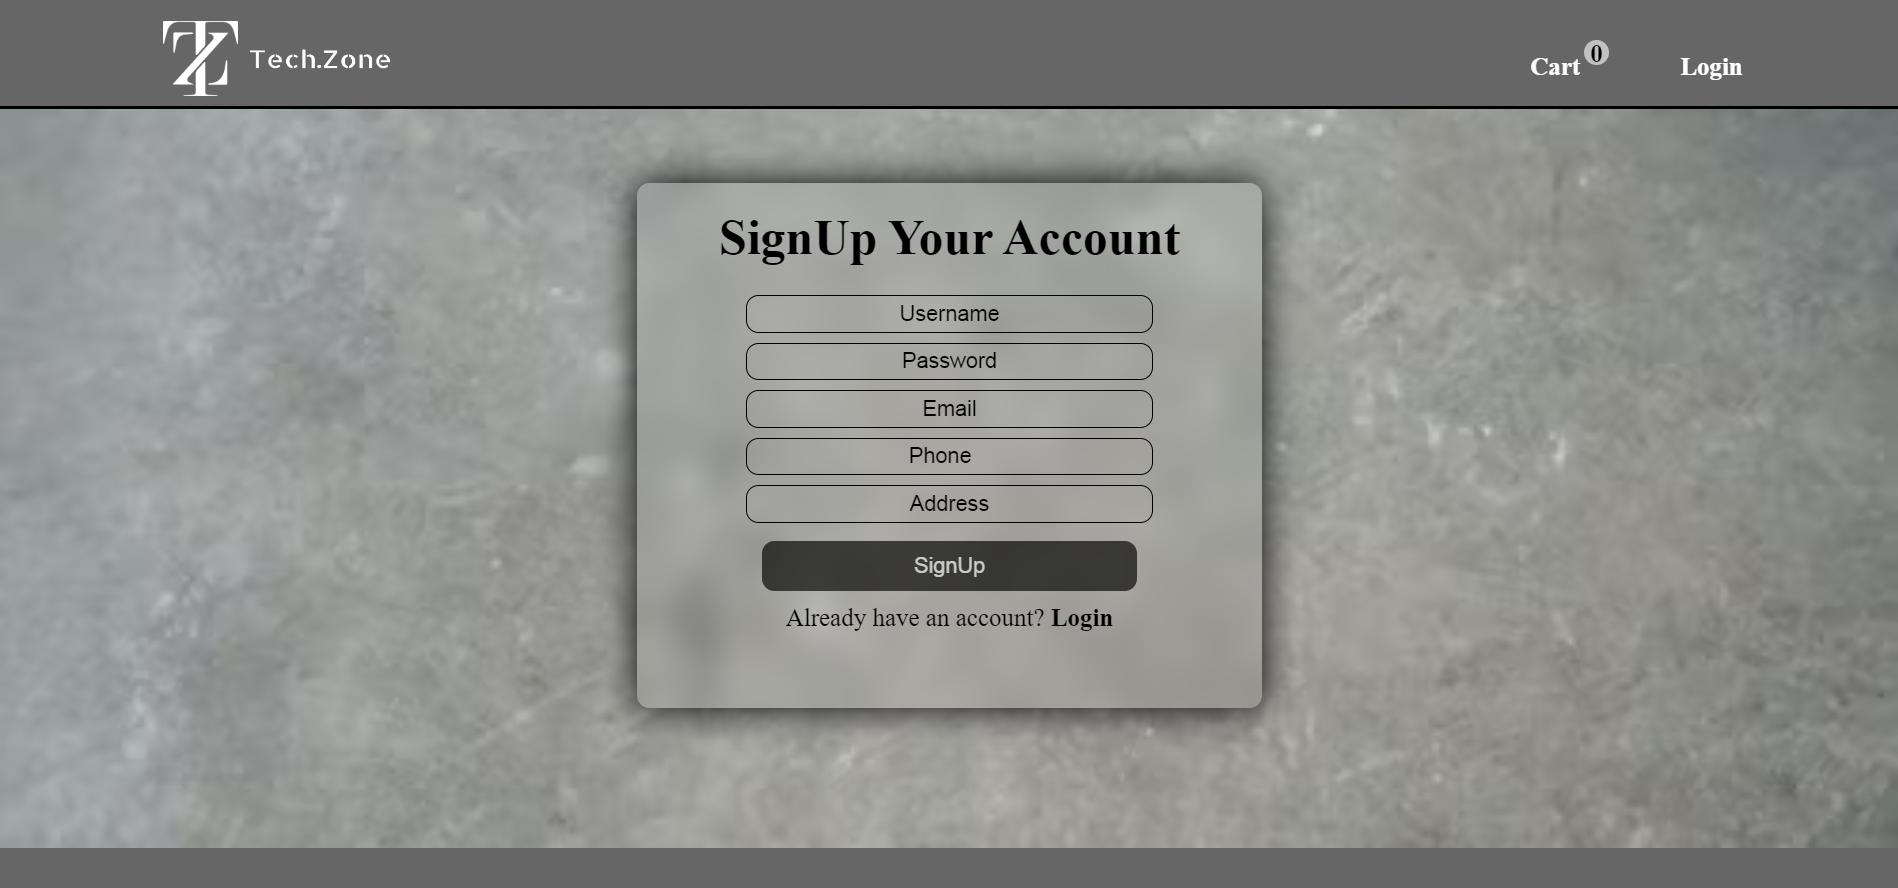 Tech.Zone
Cart 0
Login
SignUp Your Account
Username
Password
Email
Phone
Address
SignUp
Already have an account? Login